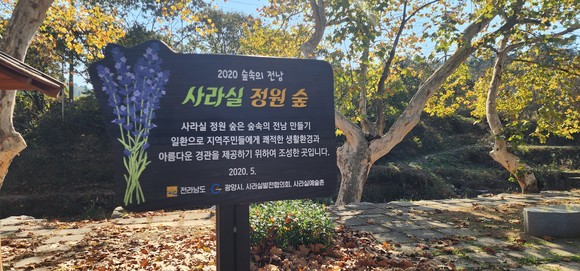 2020 숲속의 전남
사라실 정원 숲
사라실 정원 숲은 숲속의 전남 만들기
일환으로 지역주민들에게 쾌적한 생활환경과
아름다운 경관을 제공하기 위하여 조성한 곳입니다.
2020. 5.
전라남도 광양시, 사라실발전협의회, 사라실예술촌